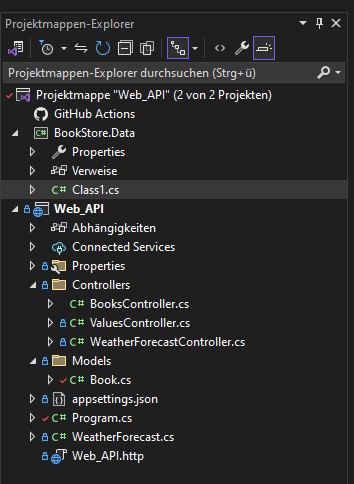 Projektmappen-Explorer
Projektmappen-Explorer durchsuchen (Strg+ü)
Projektmappe "Web_API" (2 von 2 Projekten)
GitHub Actions
BookStore.Data
Properties
Verweise
C# Class1.cs
Web_API
Abhängigkeiten
Connected Services
Properties
Controllers
C# BooksController.cs
C# ValuesController.cs
C# WeatherForecastController.cs
Models
C# Book.cs
appsettings.json
C# Program.cs
C# WeatherForecast.cs
Web_API.http